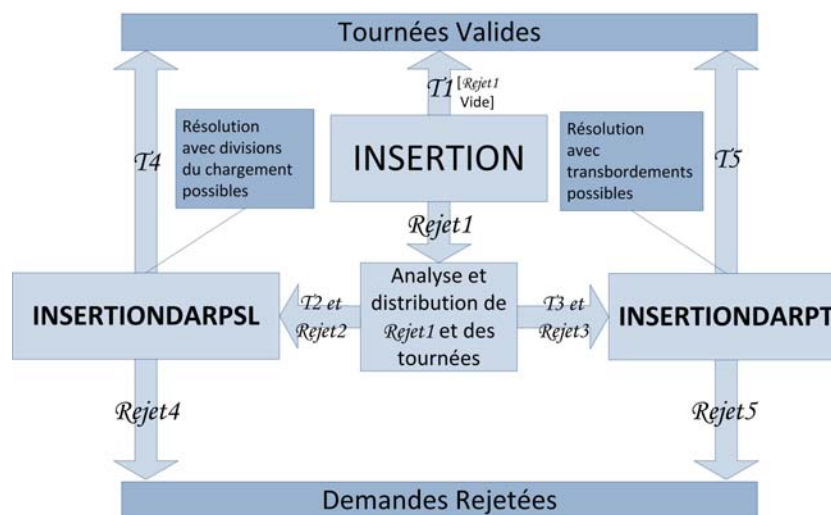 Tournées Valides
T1 [Rejet1
Vide]
T4
Résolution
avec divisions
du chargement
possibles
INSERTION
Résolution
avec
transbordements
possibles
T5
Rejet1
INSERTIONDARPSL
T2 et
Rejet2
Analyse et
distribution de
Rejet1 et des
tournées
T3 et
Rejet3
INSERTIONDARPT
Rejet4
Rejet5
Demandes Rejetées